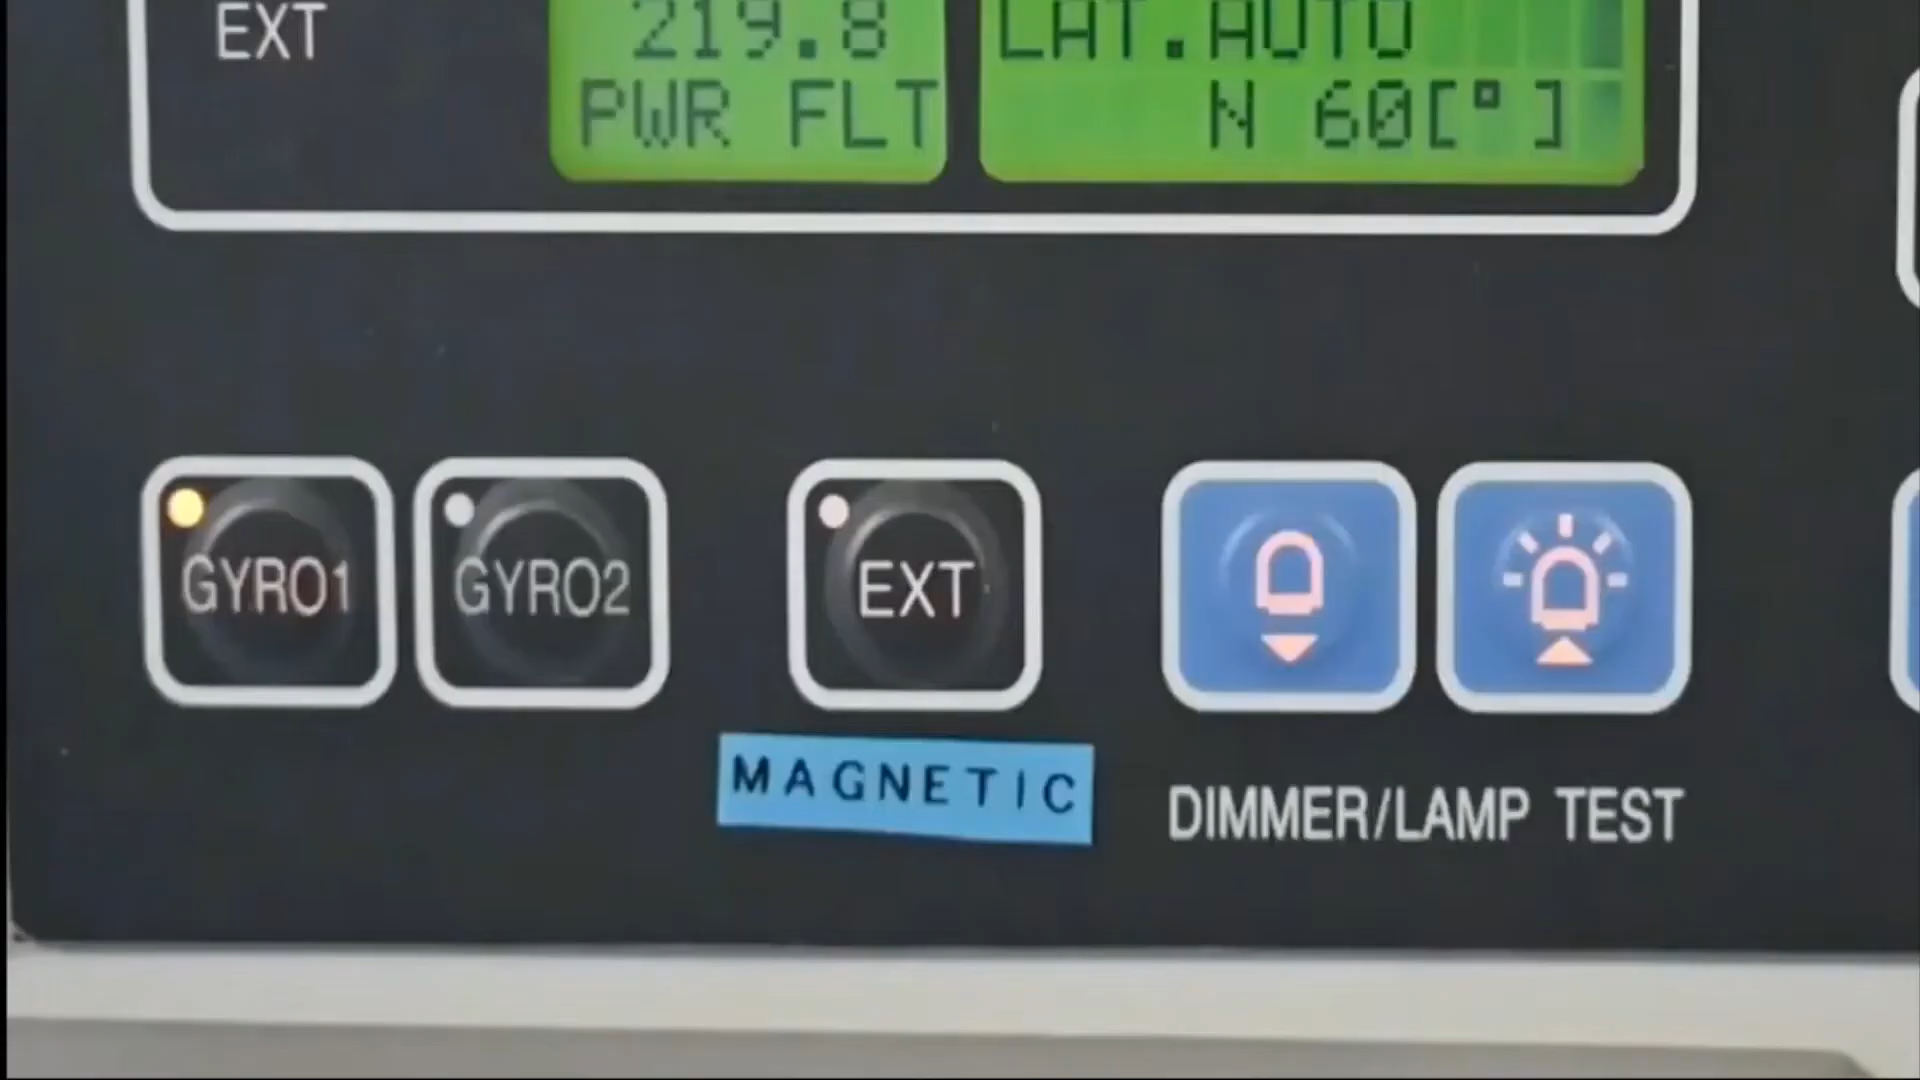 EXT
219.8
LAT.AUTO
PWR FLT
N 60[°]
GYRO1
GYRO2
EXT
MAGNETIC
DIMMER/LAMP TEST